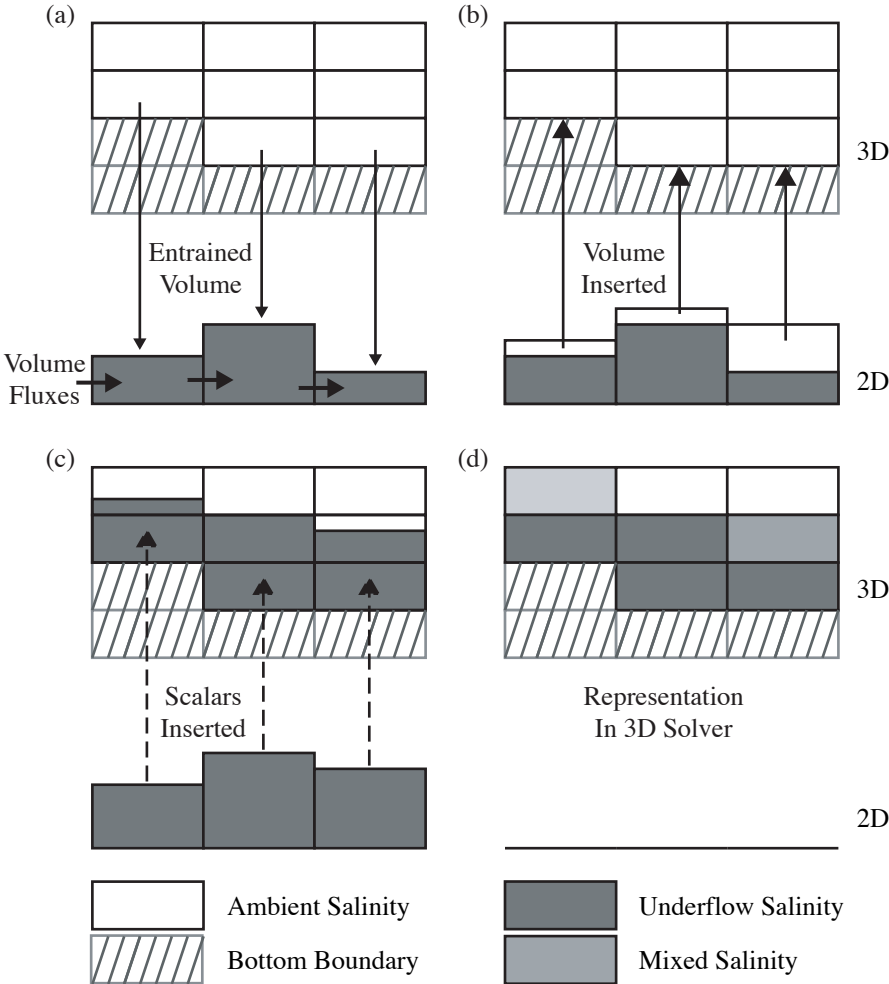 (a)
(b)
3D
Entrained
Volume
Volume
Inserted
Volume
Fluxes
2D
(c)
(d)
3D
Scalars
Inserted
Representation
In 3D Solver
2D
Ambient Salinity
Underflow Salinity
Bottom Boundary
Mixed Salinity